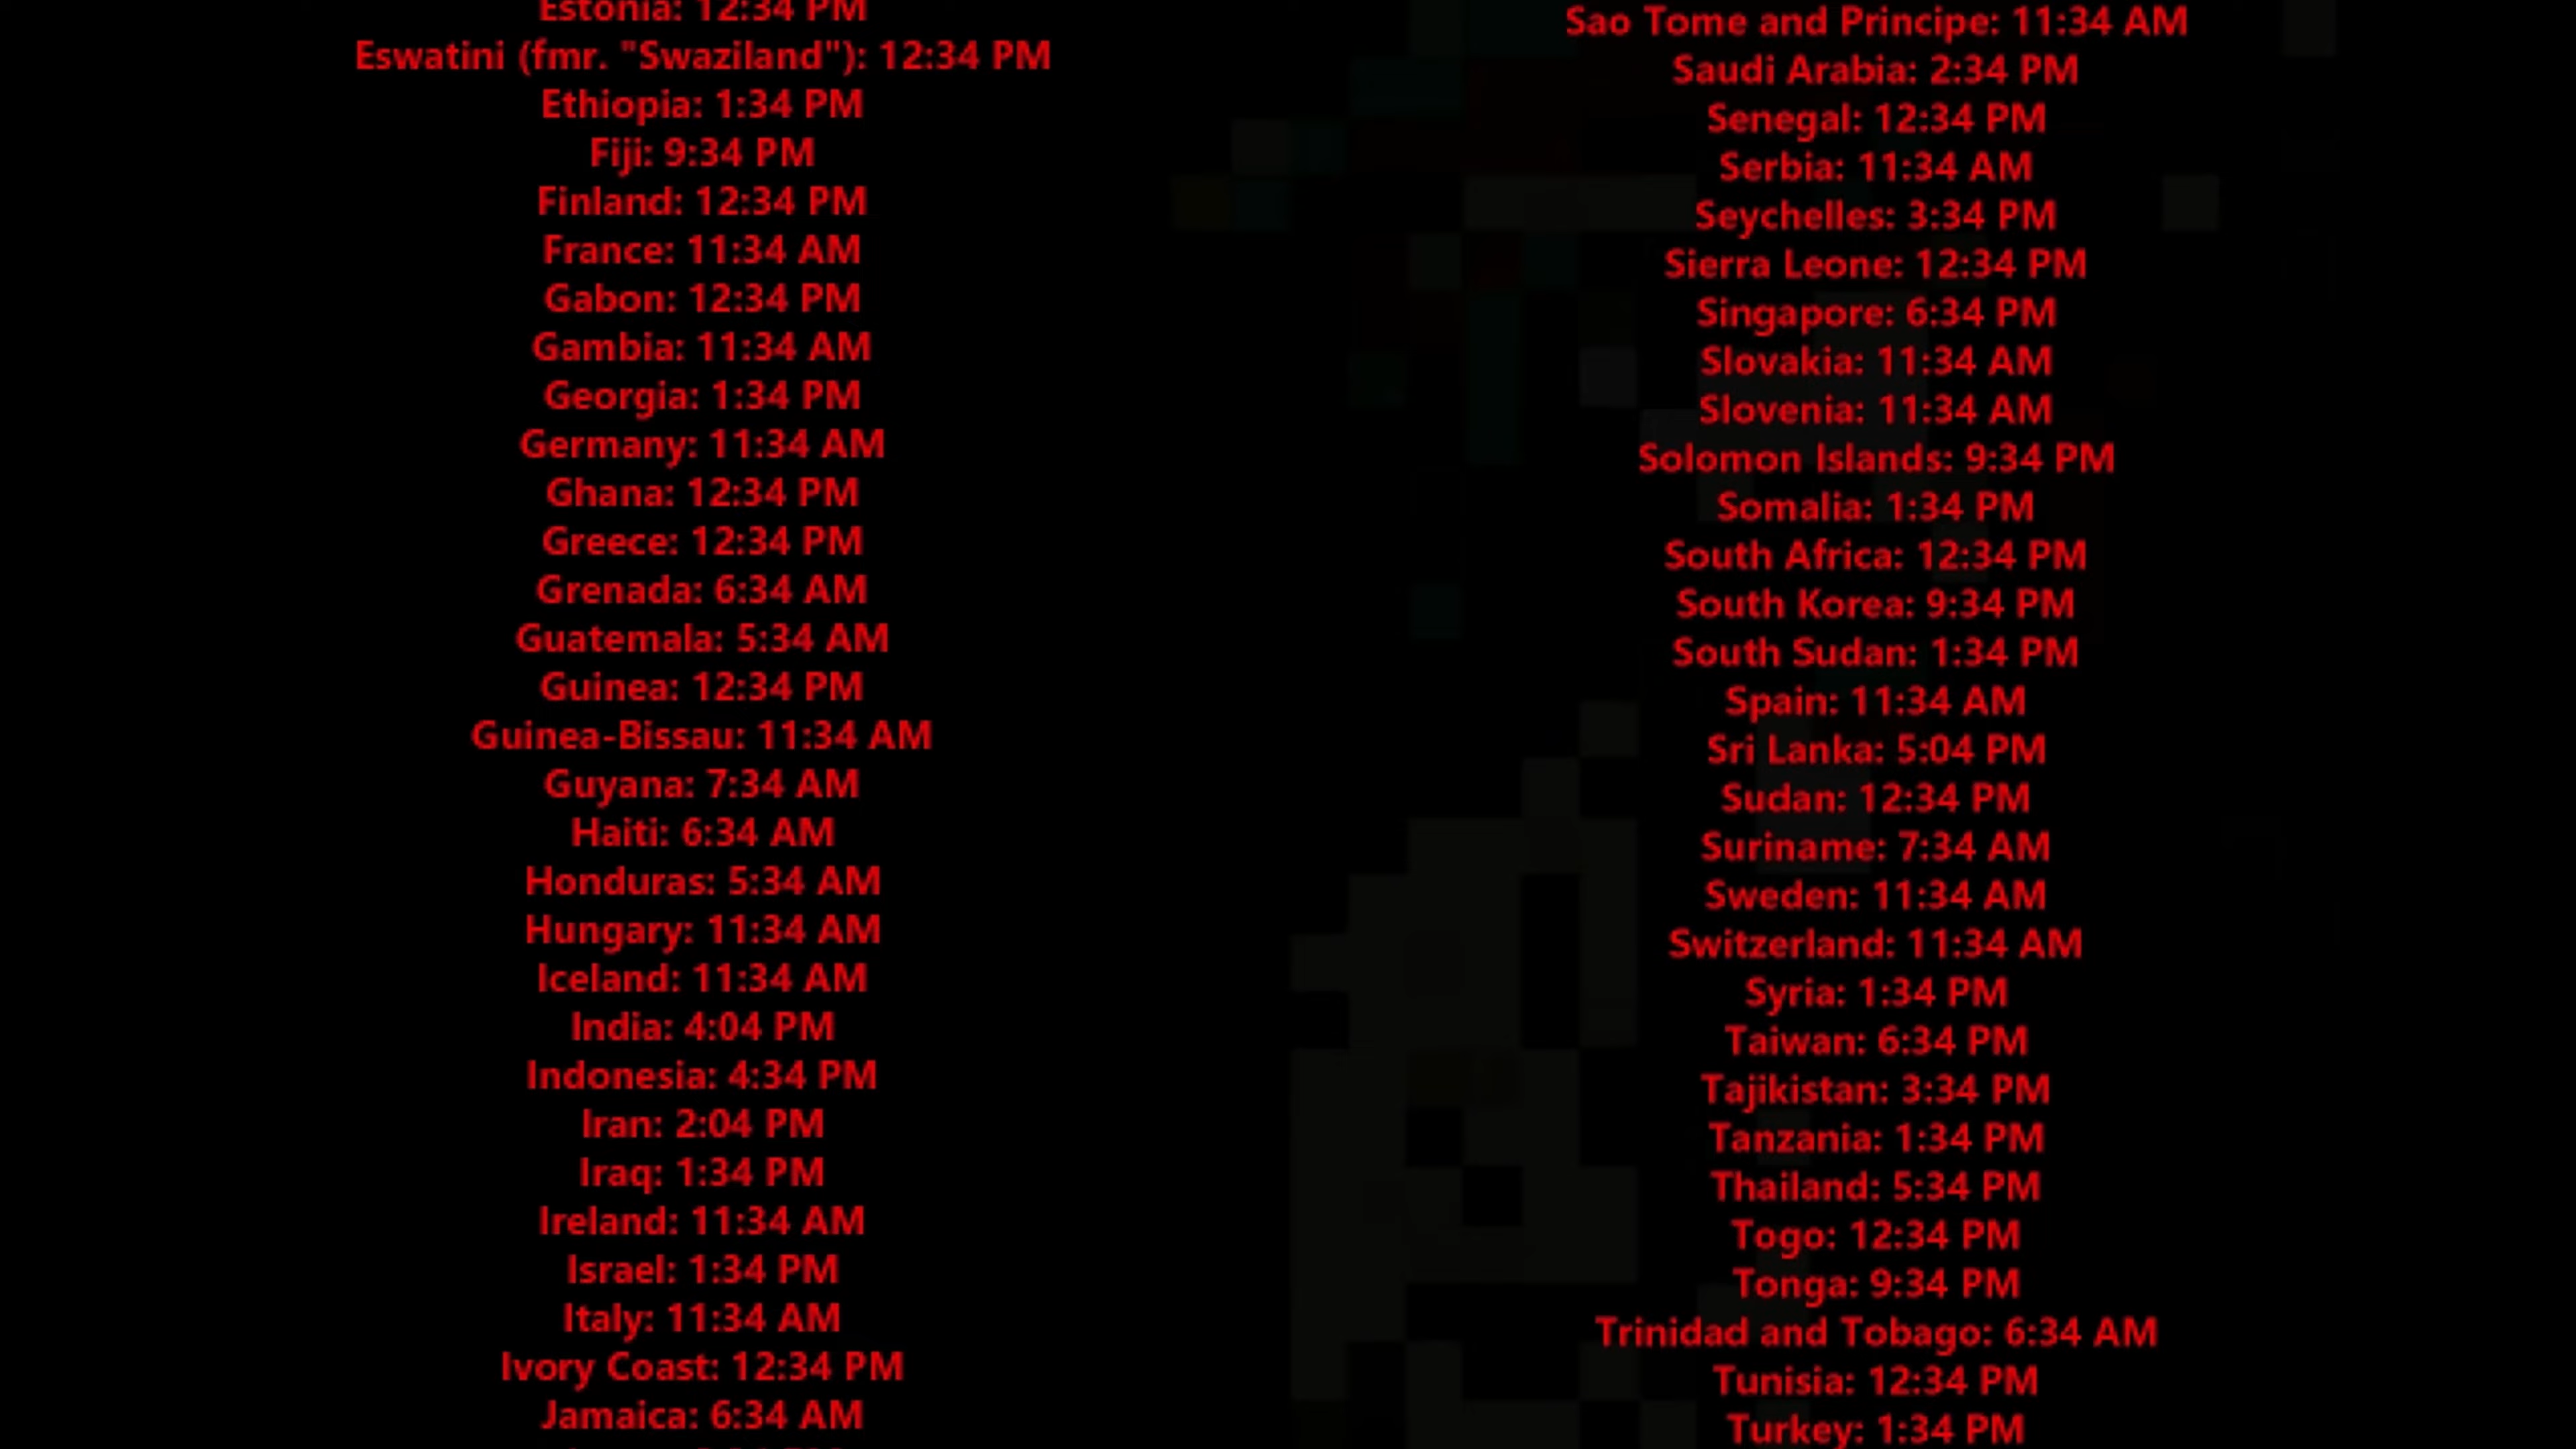 Estonia: 12:34 PM
Eswatini (fmr. "Swaziland"): 12:34 PM
Ethiopia: 1:34 PM
Fiji: 9:34 PM
Finland: 12:34 PM
France: 11:34 AM
Gabon: 12:34 PM
Gambia: 11:34 AM
Georgia: 1:34 PM
Germany: 11:34 AM
Ghana: 12:34 PM
Greece: 12:34 PM
Grenada: 6:34 AM
Guatemala: 5:34 AM
Guinea: 12:34 PM
Guinea-Bissau: 11:34 AM
Guyana: 7:34 AM
Haiti: 6:34 AM
Honduras: 5:34 AM
Hungary: 11:34 AM
Iceland: 11:34 AM
India: 4:04 PM
Indonesia: 4:34 PM
Iran: 2:04 PM
Iraq: 1:34 PM
Ireland: 11:34 AM
Israel: 1:34 PM
Italy: 11:34 AM
Ivory Coast: 12:34 PM
Jamaica: 6:34 AM
Sao Tome and Principe: 11:34 AM
Saudi Arabia: 2:34 PM
Senegal: 12:34 PM
Serbia: 11:34 AM
Seychelles: 3:34 PM
Sierra Leone: 12:34 PM
Singapore: 6:34 PM
Slovakia: 11:34 AM
Slovenia: 11:34 AM
Solomon Islands: 9:34 PM
Somalia: 1:34 PM
South Africa: 12:34 PM
South Korea: 9:34 PM
South Sudan: 1:34 PM
Spain: 11:34 AM
Sri Lanka: 5:04 PM
Sudan: 12:34 PM
Suriname: 7:34 AM
Sweden: 11:34 AM
Switzerland: 11:34 AM
Syria: 1:34 PM
Taiwan: 6:34 PM
Tajikistan: 3:34 PM
Tanzania: 1:34 PM
Thailand: 5:34 PM
Togo: 12:34 PM
Tonga: 9:34 PM
Trinidad and Tobago: 6:34 AM
Tunisia: 12:34 PM
Turkey: 1:34 PM